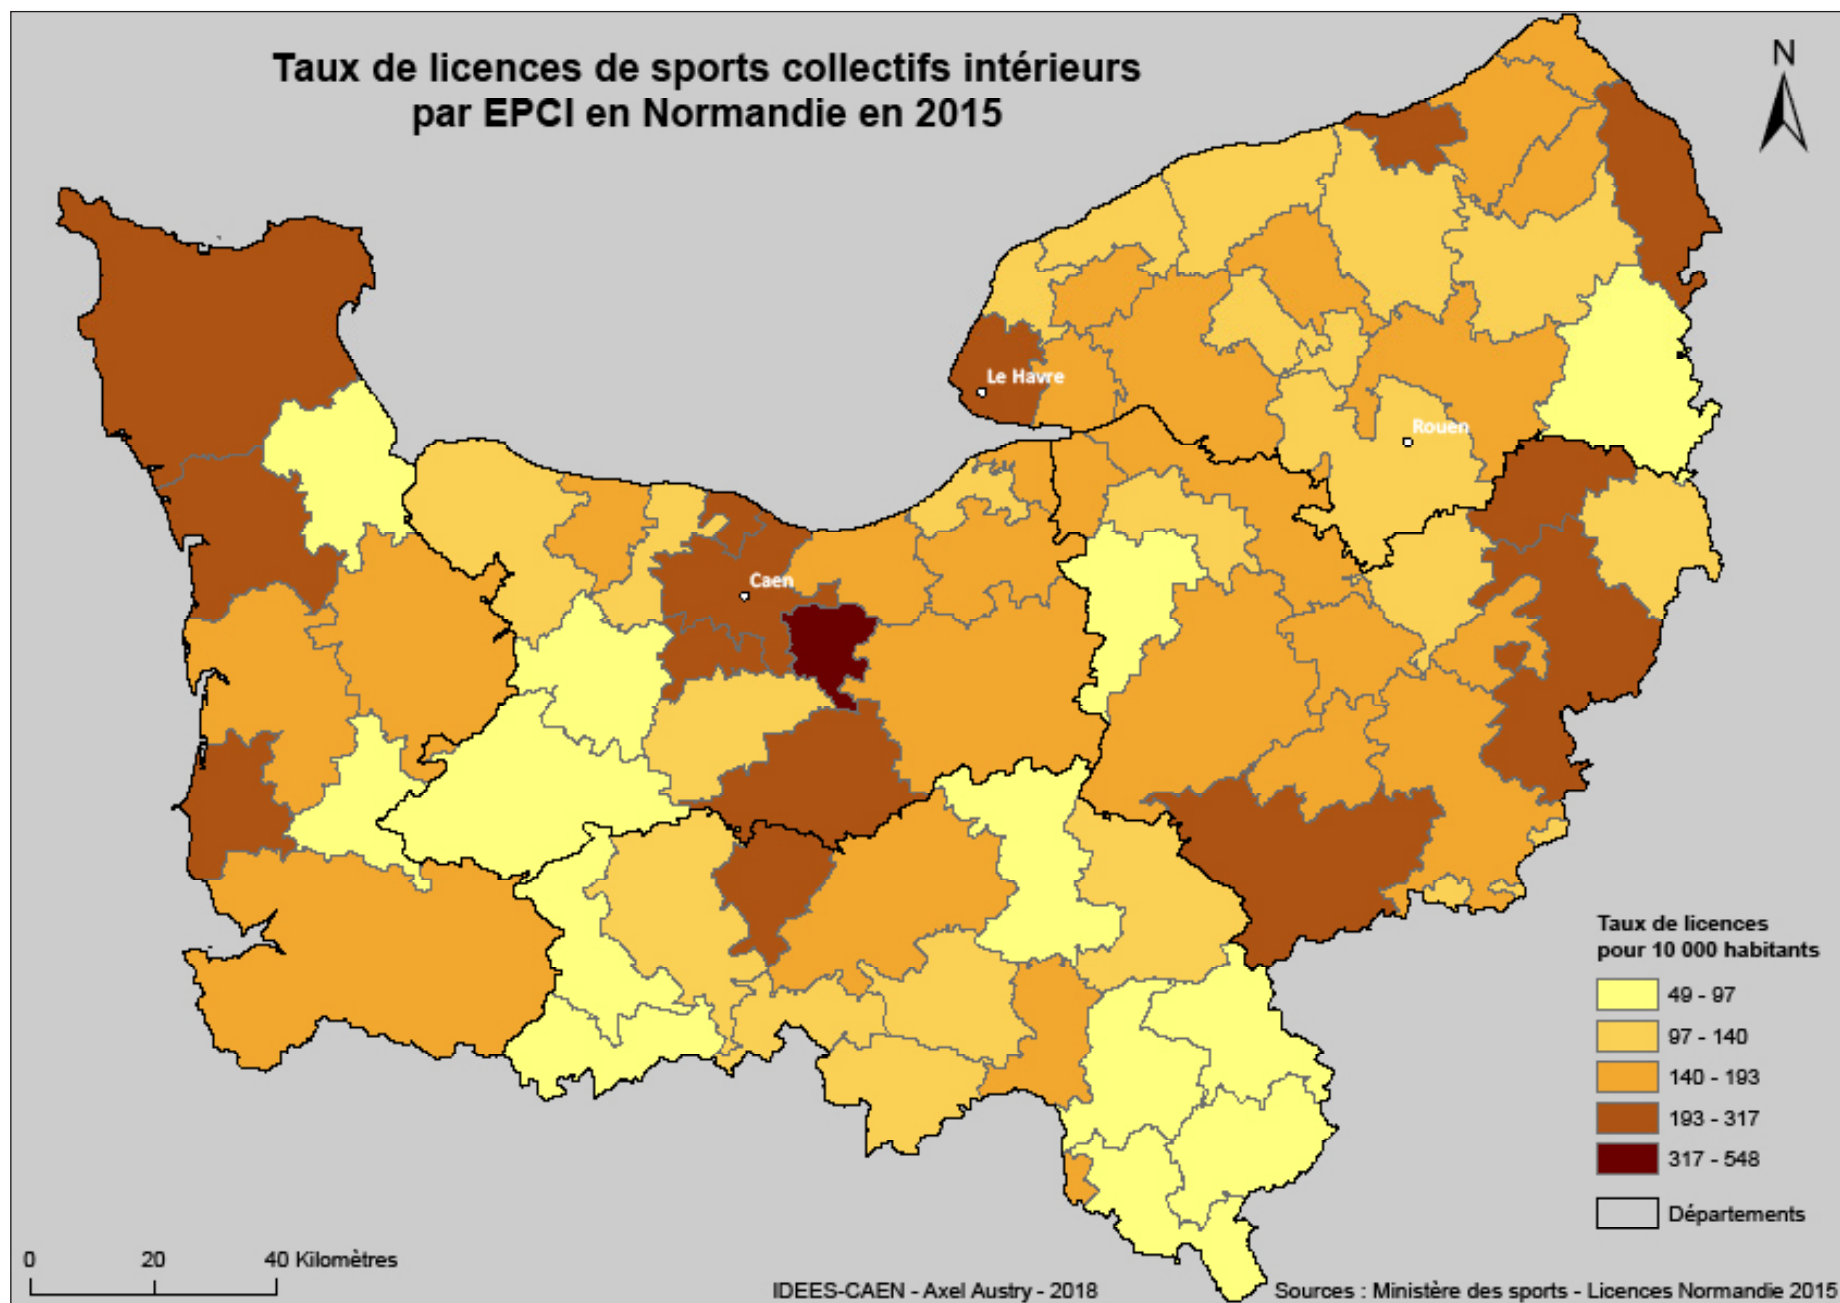 Taux de licences de sports collectifs intérieurs
par EPCI en Normandie en 2015
N
Le Havre
Rouen
Caen
Taux de licences
pour 10 000 habitants
49 - 97
97 - 140
140 - 193
193 - 317
317 - 548
Départements
0 20 40 Kilomètres
IDEES-CAEN - Axel Austry - 2018
Sources : Ministère des sports - Licences Normandie 2015